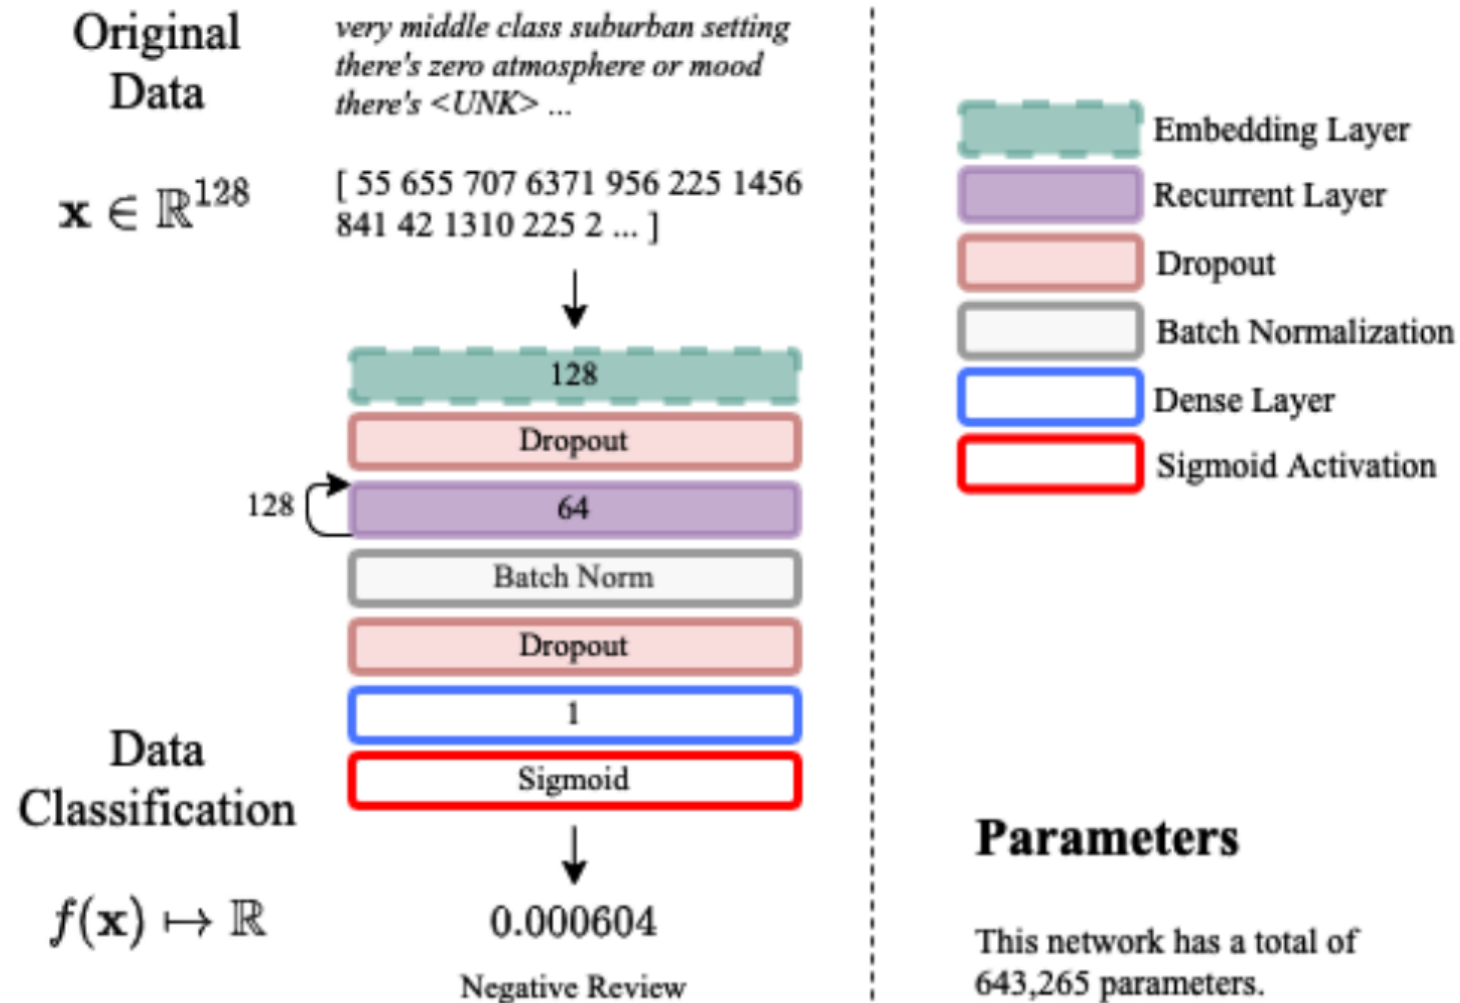 Original
Data
very middle class suburban setting
there's zero atmosphere or mood
there's <UNK> ...
x ∈ ℝ¹²⁸
[ 55 655 707 6371 956 225 1456
841 42 1310 225 2 ... ]
128
Dropout
128
64
Batch Norm
Dropout
1
Sigmoid
Data
Classification
f(x) ↦ ℝ
0.000604
Negative Review
Embedding Layer
Recurrent Layer
Dropout
Batch Normalization
Dense Layer
Sigmoid Activation
Parameters
This network has a total of
643,265 parameters.